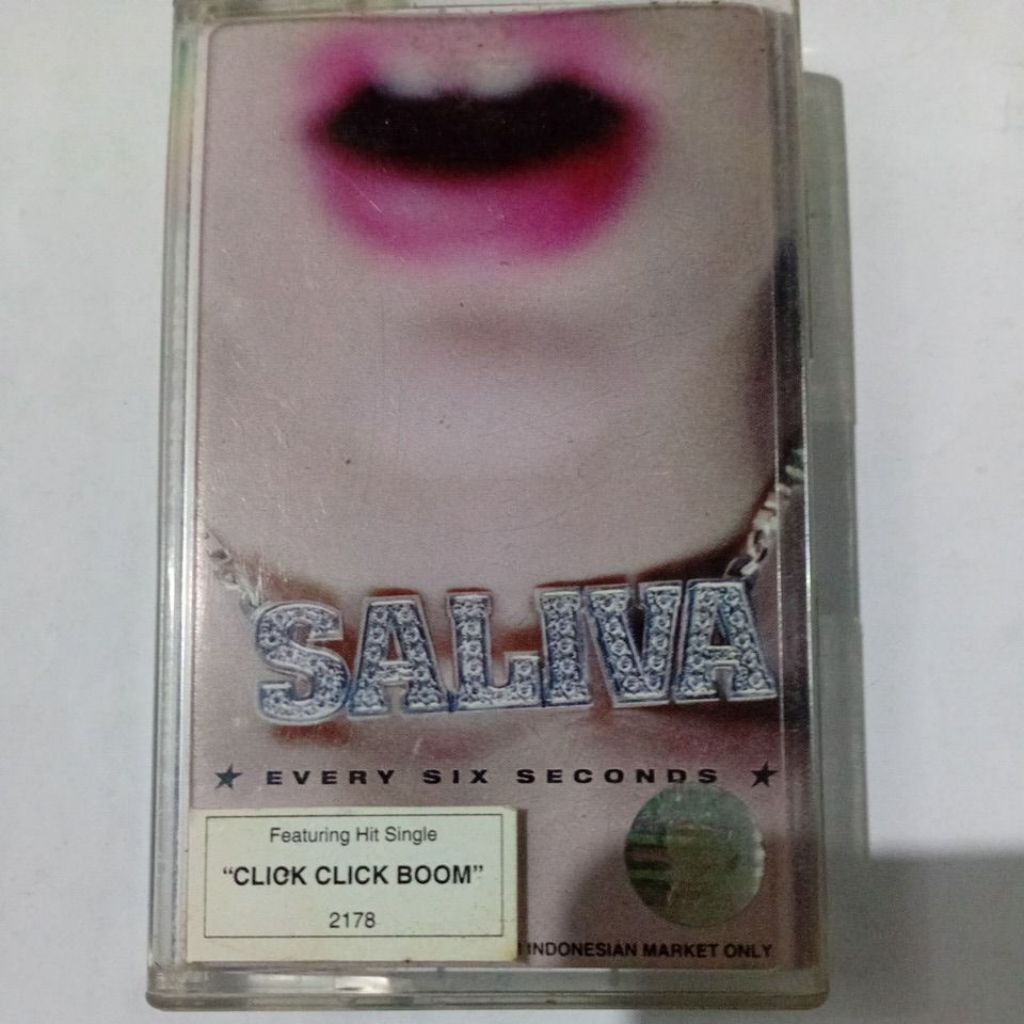 SALIVA
★ EVERY SIX SECONDS ★
Featuring Hit Single
“CLICK CLICK BOOM”
2178
INDONESIAN MARKET ONLY